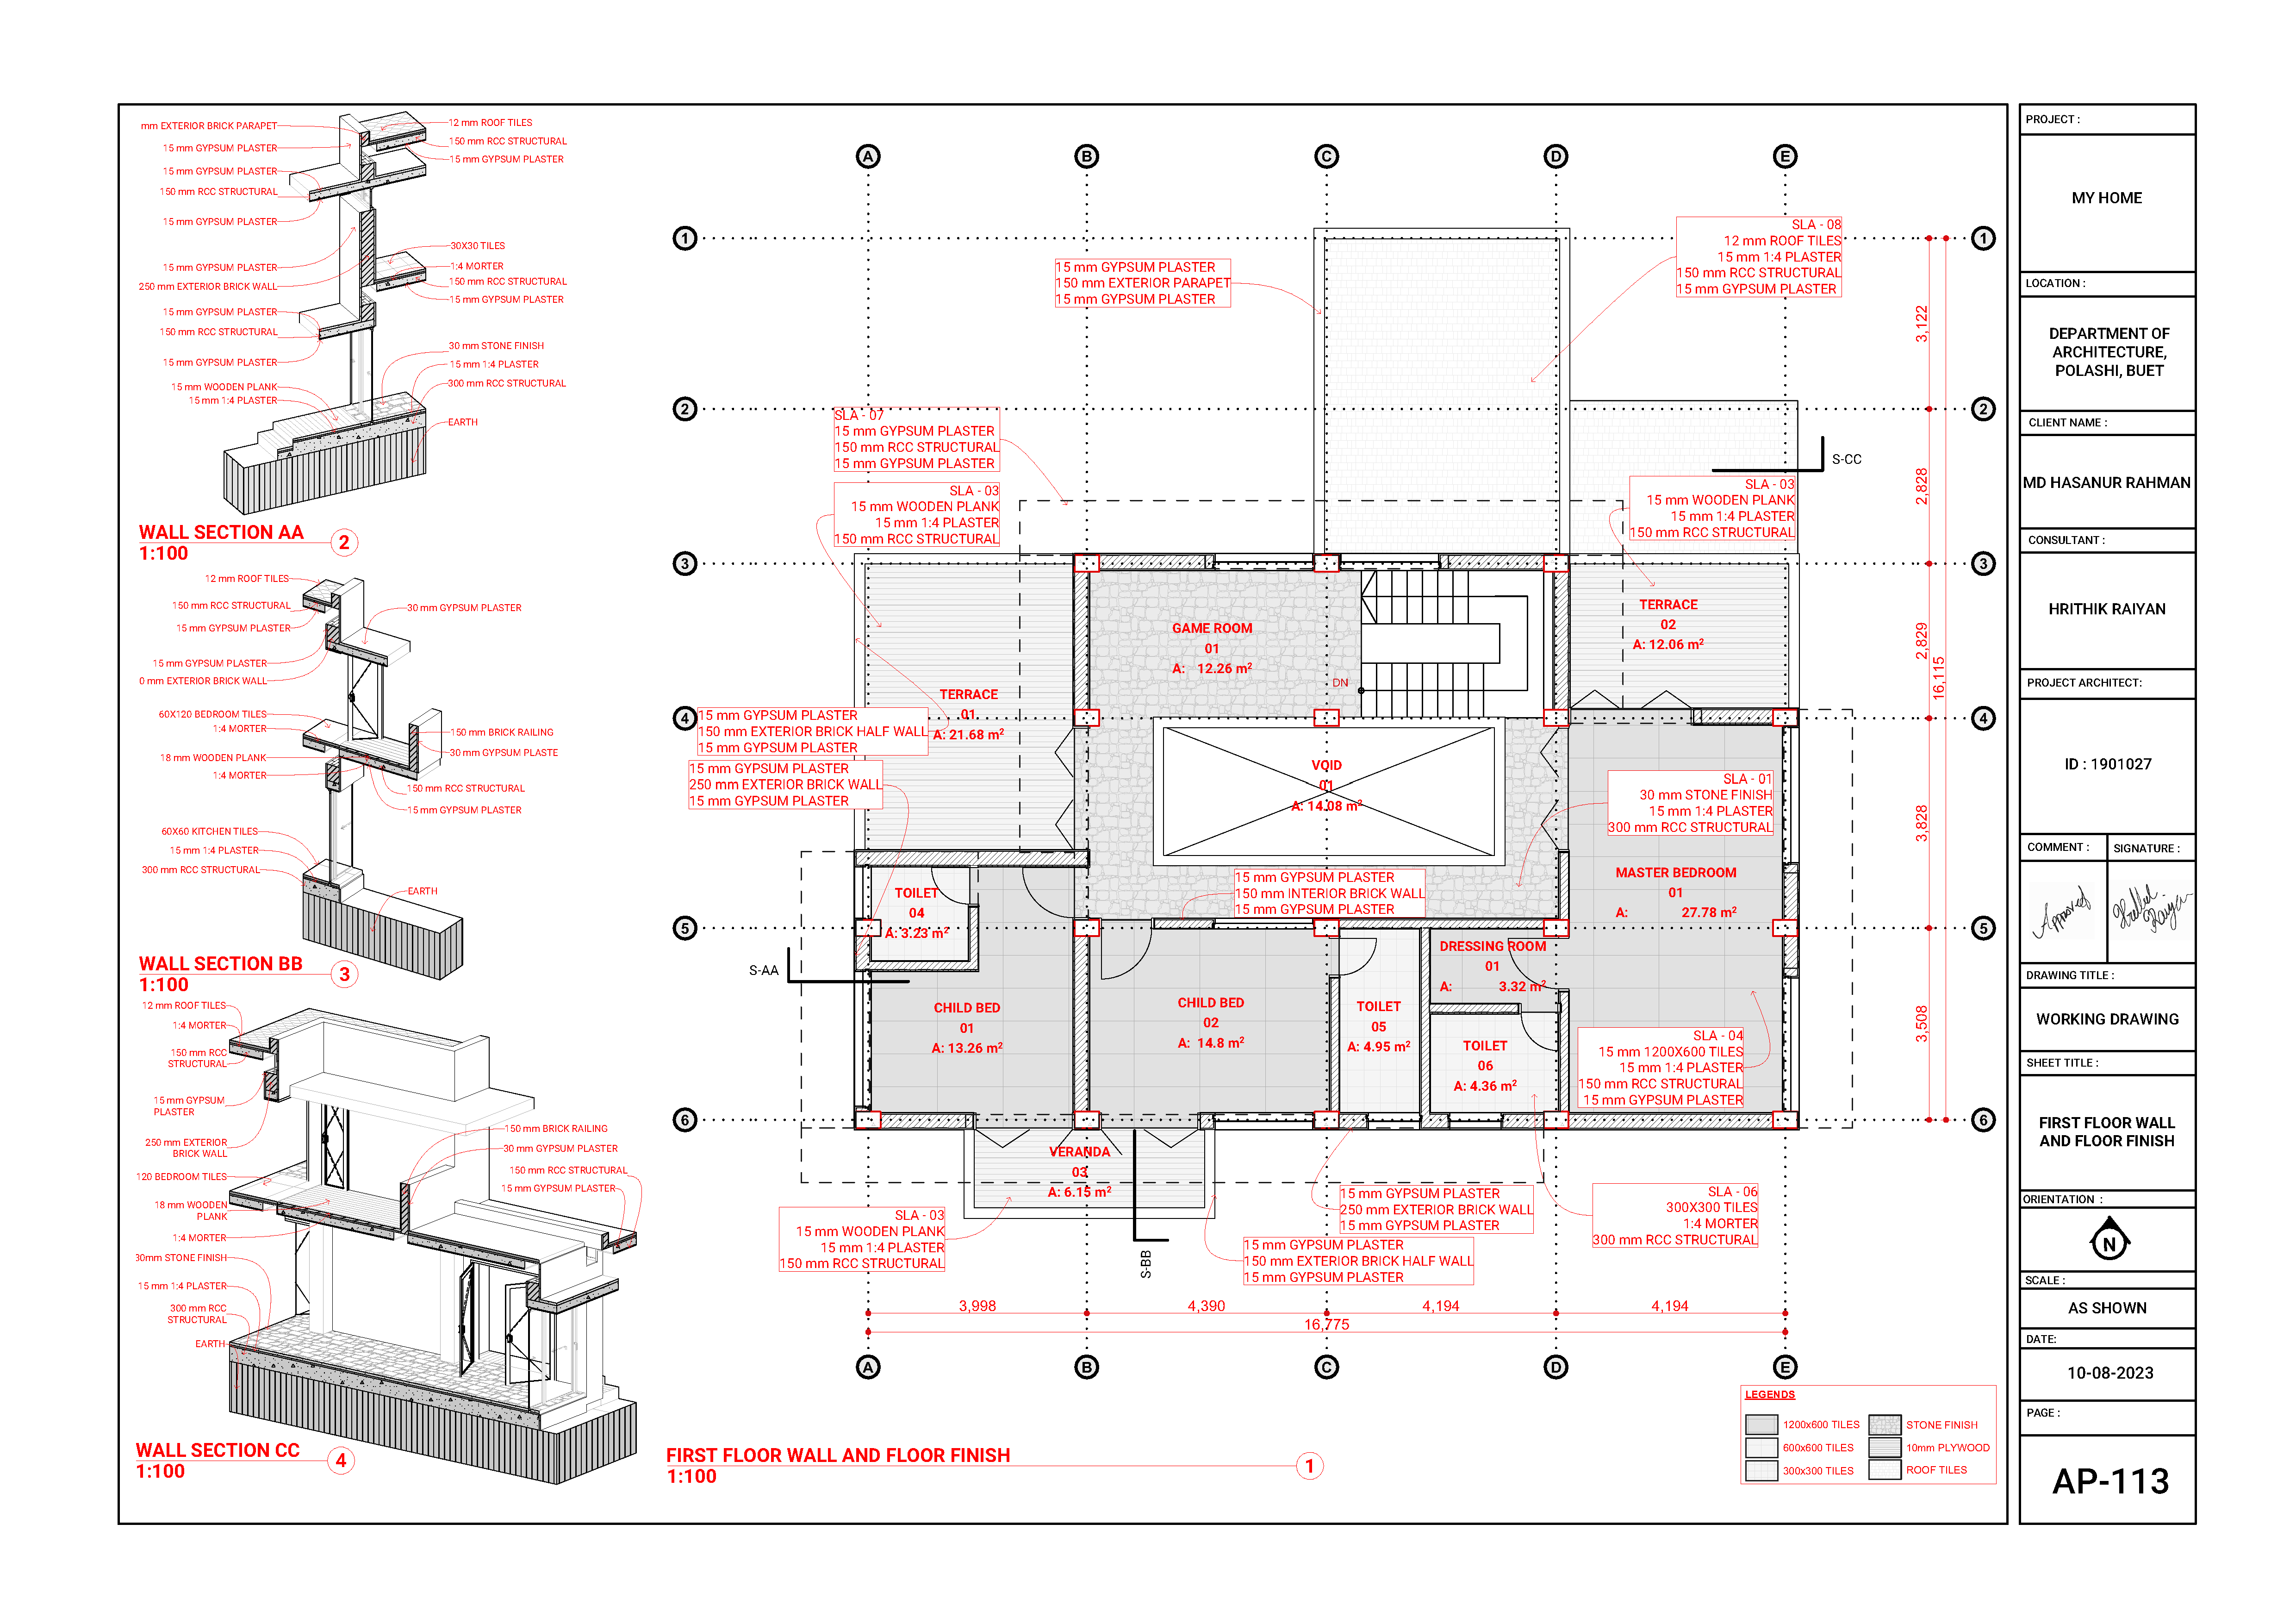 mm EXTERIOR BRICK PARAPET
15 mm GYPSUM PLASTER
15 mm GYPSUM PLASTER
150 mm RCC STRUCTURAL
15 mm GYPSUM PLASTER
15 mm GYPSUM PLASTER
250 mm EXTERIOR BRICK WALL
15 mm GYPSUM PLASTER
150 mm RCC STRUCTURAL
15 mm GYPSUM PLASTER
15 mm WOODEN PLANK
15 mm 1:4 PLASTER
12 mm ROOF TILES
150 mm RCC STRUCTURAL
15 mm GYPSUM PLASTER
30X30 TILES
1:4 MORTER
150 mm RCC STRUCTURAL
15 mm GYPSUM PLASTER
30 mm STONE FINISH
15 mm 1:4 PLASTER
300 mm RCC STRUCTURAL
EARTH
WALL SECTION AA
1:100
2
12 mm ROOF TILES
150 mm RCC STRUCTURAL
15 mm GYPSUM PLASTER
15 mm GYPSUM PLASTER
0 mm EXTERIOR BRICK WALL
60X120 BEDROOM TILES
1:4 MORTER
18 mm WOODEN PLANK
1:4 MORTER
60X60 KITCHEN TILES
15 mm 1:4 PLASTER
300 mm RCC STRUCTURAL
30 mm GYPSUM PLASTER
150 mm BRICK RAILING
30 mm GYPSUM PLASTE
150 mm RCC STRUCTURAL
15 mm GYPSUM PLASTER
EARTH
WALL SECTION BB
1:100
3
12 mm ROOF TILES
1:4 MORTER
150 mm RCC
STRUCTURAL
15 mm GYPSUM
PLASTER
250 mm EXTERIOR
BRICK WALL
120 BEDROOM TILES
18 mm WOODEN
PLANK
1:4 MORTER
30mm STONE FINISH
15 mm 1:4 PLASTER
300 mm RCC
STRUCTURAL
EARTH
150 mm BRICK RAILING
30 mm GYPSUM PLASTER
150 mm RCC STRUCTURAL
15 mm GYPSUM PLASTER
WALL SECTION CC
1:100
4
A
B
C
D
E
1
1
2
2
3
3
4
4
5
5
6
6
A
B
C
D
E
15 mm GYPSUM PLASTER
150 mm EXTERIOR PARAPET
15 mm GYPSUM PLASTER
SLA - 08
12 mm ROOF TILES
15 mm 1:4 PLASTER
150 mm RCC STRUCTURAL
15 mm GYPSUM PLASTER
SLA - 07
15 mm GYPSUM PLASTER
150 mm RCC STRUCTURAL
15 mm GYPSUM PLASTER
SLA - 03
15 mm WOODEN PLANK
15 mm 1:4 PLASTER
150 mm RCC STRUCTURAL
S-CC
SLA - 03
15 mm WOODEN PLANK
15 mm 1:4 PLASTER
150 mm RCC STRUCTURAL
TERRACE
02
A: 12.06 m²
GAME ROOM
01
A: 12.26 m²
DN
TERRACE
01
A: 21.68 m²
15 mm GYPSUM PLASTER
150 mm EXTERIOR BRICK HALF WALL
15 mm GYPSUM PLASTER
15 mm GYPSUM PLASTER
250 mm EXTERIOR BRICK WALL
15 mm GYPSUM PLASTER
VOID
01
A: 14.08 m²
SLA - 01
30 mm STONE FINISH
15 mm 1:4 PLASTER
300 mm RCC STRUCTURAL
MASTER BEDROOM
01
A: 27.78 m²
15 mm GYPSUM PLASTER
150 mm INTERIOR BRICK WALL
15 mm GYPSUM PLASTER
TOILET
04
A: 3.23 m²
DRESSING ROOM
01
A: 3.32 m²
S-AA
CHILD BED
01
A: 13.26 m²
CHILD BED
02
A: 14.8 m²
TOILET
05
A: 4.95 m²
TOILET
06
A: 4.36 m²
SLA - 04
15 mm 1200X600 TILES
15 mm 1:4 PLASTER
150 mm RCC STRUCTURAL
15 mm GYPSUM PLASTER
VERANDA
03
A: 6.15 m²
SLA - 03
15 mm WOODEN PLANK
15 mm 1:4 PLASTER
150 mm RCC STRUCTURAL
S-BB
15 mm GYPSUM PLASTER
250 mm EXTERIOR BRICK WALL
15 mm GYPSUM PLASTER
15 mm GYPSUM PLASTER
150 mm EXTERIOR BRICK HALF WALL
15 mm GYPSUM PLASTER
SLA - 06
300X300 TILES
1:4 MORTER
300 mm RCC STRUCTURAL
3,122
2,828
2,829
16,115
3,828
3,508
3,998
4,390
4,194
4,194
16,775
FIRST FLOOR WALL AND FLOOR FINISH
1:100
1
LEGENDS
1200x600 TILES
STONE FINISH
600x600 TILES
10mm PLYWOOD
300x300 TILES
ROOF TILES
PROJECT :
MY HOME
LOCATION :
DEPARTMENT OF
ARCHITECTURE,
POLASHI, BUET
CLIENT NAME :
MD HASANUR RAHMAN
CONSULTANT :
HRITHIK RAIYAN
PROJECT ARCHITECT:
ID : 1901027
COMMENT :
SIGNATURE :
Approved
DRAWING TITLE :
WORKING DRAWING
SHEET TITLE :
FIRST FLOOR WALL
AND FLOOR FINISH
ORIENTATION :
N
SCALE :
AS SHOWN
DATE:
10-08-2023
PAGE :
AP-113